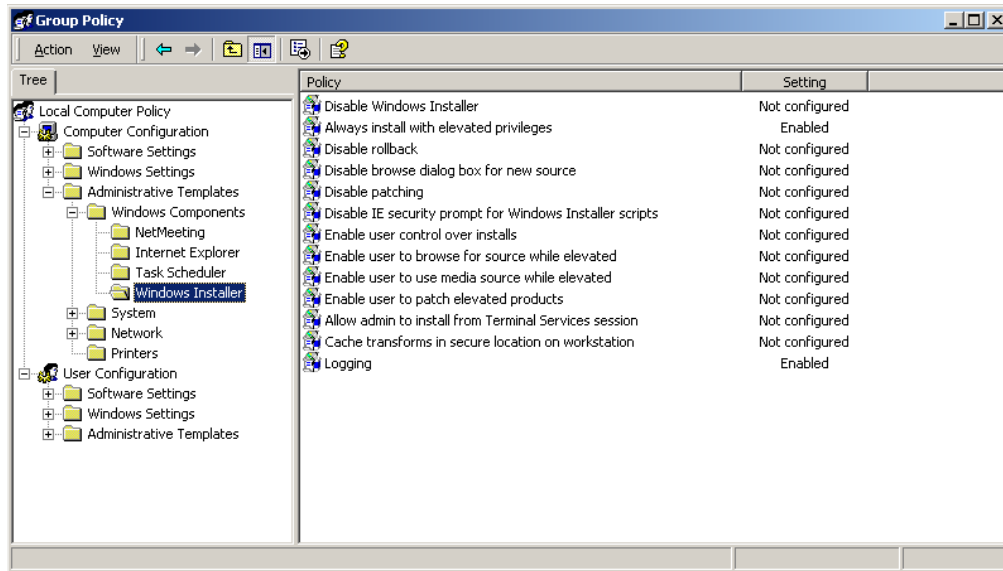 Group Policy
Action View
Tree
Local Computer Policy
Computer Configuration
Software Settings
Windows Settings
Administrative Templates
Windows Components
NetMeeting
Internet Explorer
Task Scheduler
Windows Installer
System
Network
Printers
User Configuration
Software Settings
Windows Settings
Administrative Templates
Policy Setting
Disable Windows Installer Not configured
Always install with elevated privileges Enabled
Disable rollback Not configured
Disable browse dialog box for new source Not configured
Disable patching Not configured
Disable IE security prompt for Windows Installer scripts Not configured
Enable user control over installs Not configured
Enable user to browse for source while elevated Not configured
Enable user to use media source while elevated Not configured
Enable user to patch elevated products Not configured
Allow admin to install from Terminal Services session Not configured
Cache transforms in secure location on workstation Not configured
Logging Enabled